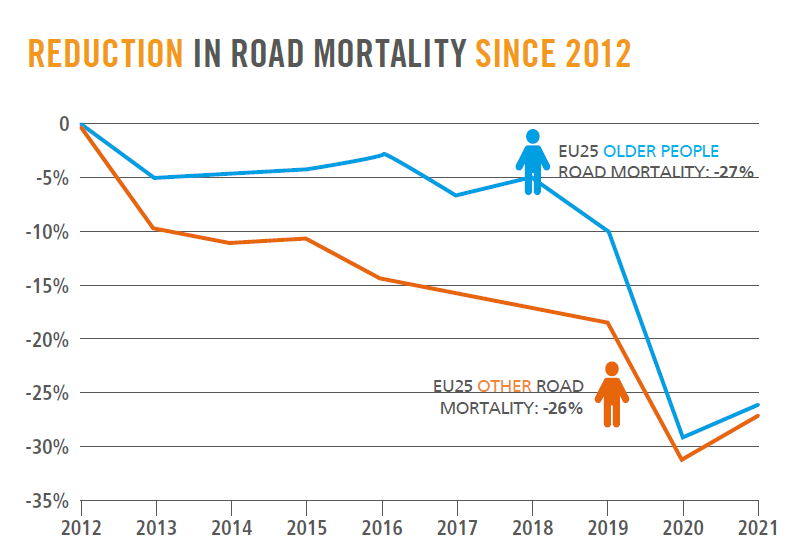 REDUCTION IN ROAD MORTALITY SINCE 2012
0
-5%
-10%
-15%
-20%
-25%
-30%
-35%
EU25 OLDER PEOPLE
ROAD MORTALITY: -27%
EU25 OTHER ROAD
MORTALITY: -26%
2012 2013 2014 2015 2016 2017 2018 2019 2020 2021